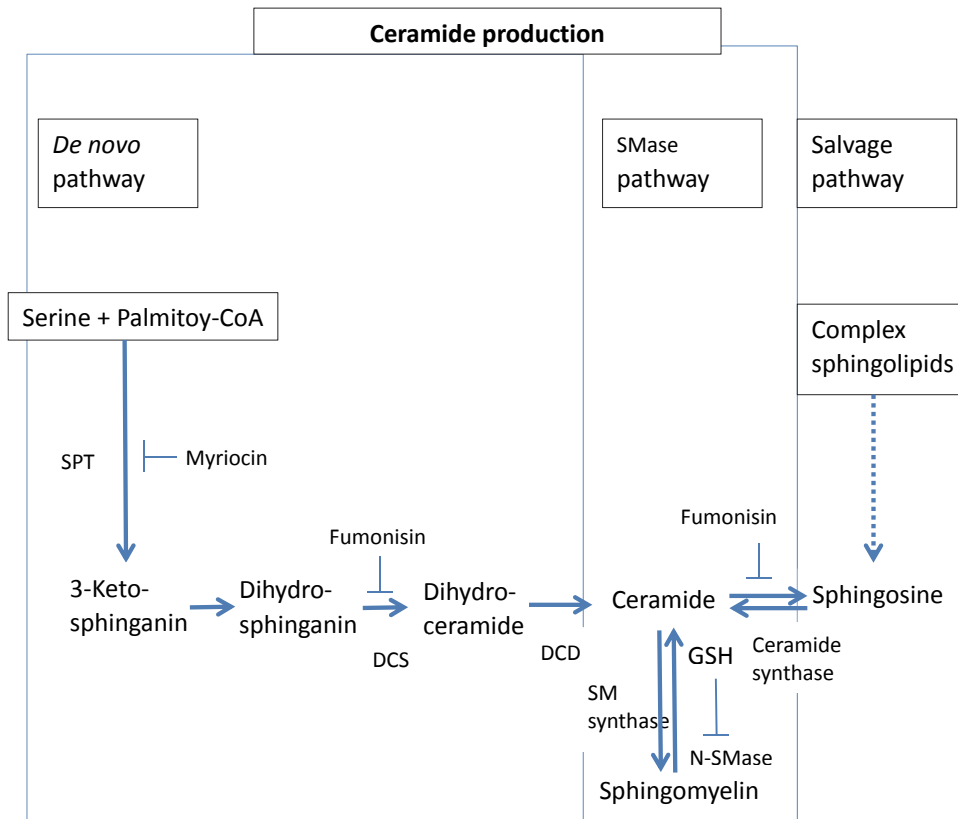 Ceramide production
De novo
pathway
SMase
pathway
Salvage
pathway
Serine + Palmitoy-CoA
Complex
sphingolipids
SPT
Myriocin
Fumonisin
Fumonisin
3-Keto-
sphinganin
Dihydro-
sphinganin
Dihydro-
ceramide
Ceramide
Sphingosine
DCS
DCD
GSH
Ceramide
synthase
SM
synthase
N-SMase
Sphingomyelin